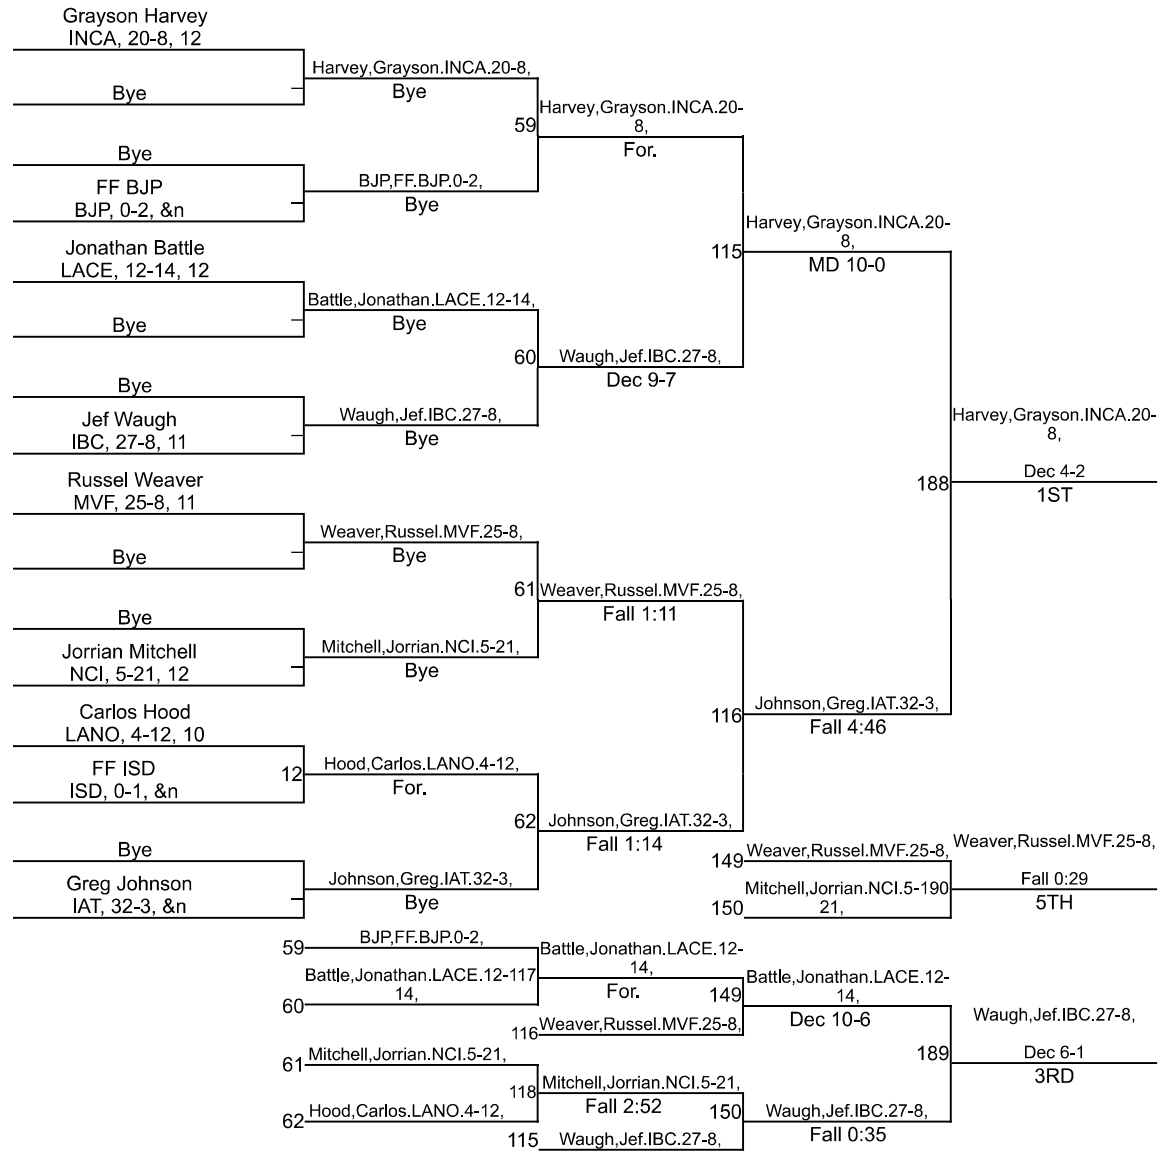 Grayson Harvey
INCA, 20-8, 12
Harvey,Grayson.INCA.20-8,
Bye
Bye
59
Harvey,Grayson.INCA.20-
8,
For.
Bye
FF BJP
BJP, 0-2, &n
BJP,FF.BJP.0-2,
Bye
115
Harvey,Grayson.INCA.20-
8,
MD 10-0
Jonathan Battle
LACE, 12-14, 12
Battle,Jonathan.LACE.12-14,
Bye
Bye
60
Waugh,Jef.IBC.27-8,
Dec 9-7
Bye
Jef Waugh
IBC, 27-8, 11
Waugh,Jef.IBC.27-8,
Bye
188
Harvey,Grayson.INCA.20-
8,
Dec 4-2
1ST
Russel Weaver
MVF, 25-8, 11
Weaver,Russel.MVF.25-8,
Bye
Bye
61
Weaver,Russel.MVF.25-8,
Fall 1:11
Bye
Jorrian Mitchell
NCI, 5-21, 12
Mitchell,Jorrian.NCI.5-21,
Bye
116
Johnson,Greg.IAT.32-3,
Fall 4:46
Carlos Hood
LANO, 4-12, 10
FF ISD
ISD, 0-1, &n
12
Hood,Carlos.LANO.4-12,
For.
62
Johnson,Greg.IAT.32-3,
Fall 1:14
Bye
Greg Johnson
IAT, 32-3, &n
Johnson,Greg.IAT.32-3,
Bye
149
Weaver,Russel.MVF.25-8,
150
Mitchell,Jorrian.NCI.5-190
21,
Weaver,Russel.MVF.25-8,
Fall 0:29
5TH
59
BJP,FF.BJP.0-2,
60
Battle,Jonathan.LACE.12-117
14,
Battle,Jonathan.LACE.12-
14,
For.
116
Weaver,Russel.MVF.25-8,
149
Battle,Jonathan.LACE.12-
14,
Dec 10-6
61
Mitchell,Jorrian.NCI.5-21,
62
Hood,Carlos.LANO.4-12,
118
Mitchell,Jorrian.NCI.5-21,
Fall 2:52
115
Waugh,Jef.IBC.27-8,
150
Waugh,Jef.IBC.27-8,
Fall 0:35
189
Waugh,Jef.IBC.27-8,
Dec 6-1
3RD